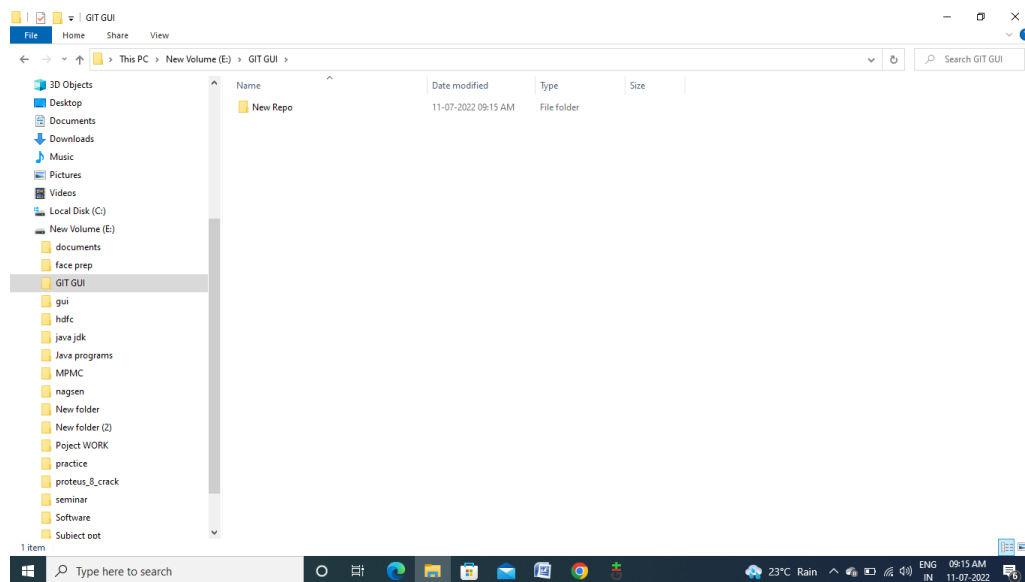 GIT GUI
File Home Share View
This PC > New Volume (E:) > GIT GUI >
Search GIT GUI
Name Date modified Type Size
New Repo 11-07-2022 09:15 AM File folder
3D Objects
Desktop
Documents
Downloads
Music
Pictures
Videos
Local Disk (C:)
New Volume (E:)
documents
face prep
GIT GUI
gui
hdfc
java jdk
Java programs
MPMC
nagsen
New folder
New folder (2)
Poject WORK
practice
proteus_8_crack
seminar
Software
Subject ppt
1 item
Type here to search
23°C Rain
ENG 09:15 AM
IN 11-07-2022
6